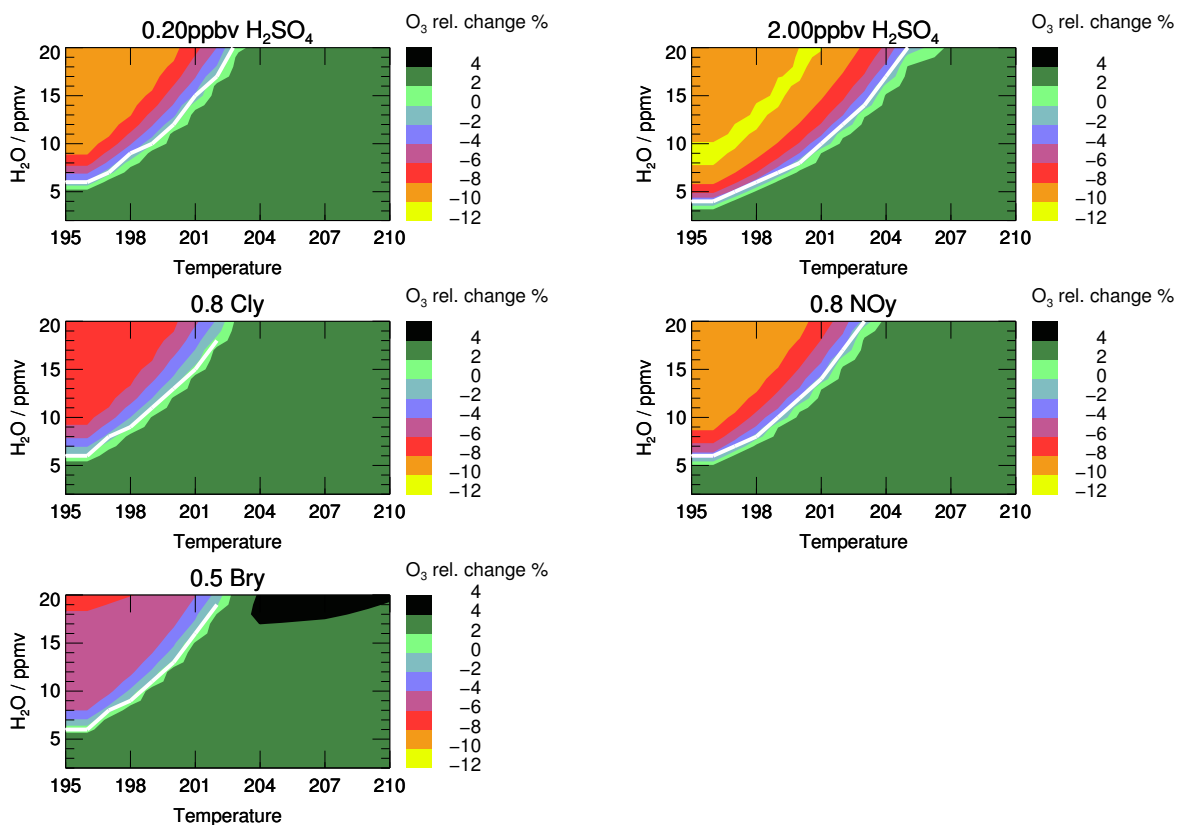 0.20ppbv H₂SO₄
O₃ rel. change %
H₂O / ppmv
20
15
10
5
195 198 201 204 207 210
Temperature
4
2
0
−2
−4
−6
−8
−10
−12
2.00ppbv H₂SO₄
O₃ rel. change %
H₂O / ppmv
20
15
10
5
195 198 201 204 207 210
Temperature
4
2
0
−2
−4
−6
−8
−10
−12
0.8 Cly
O₃ rel. change %
H₂O / ppmv
20
15
10
5
195 198 201 204 207 210
Temperature
4
2
0
−2
−4
−6
−8
−10
−12
0.8 NOy
O₃ rel. change %
H₂O / ppmv
20
15
10
5
195 198 201 204 207 210
Temperature
4
2
0
−2
−4
−6
−8
−10
−12
0.5 Bry
O₃ rel. change %
H₂O / ppmv
20
15
10
5
195 198 201 204 207 210
Temperature
4
2
0
−2
−4
−6
−8
−10
−12